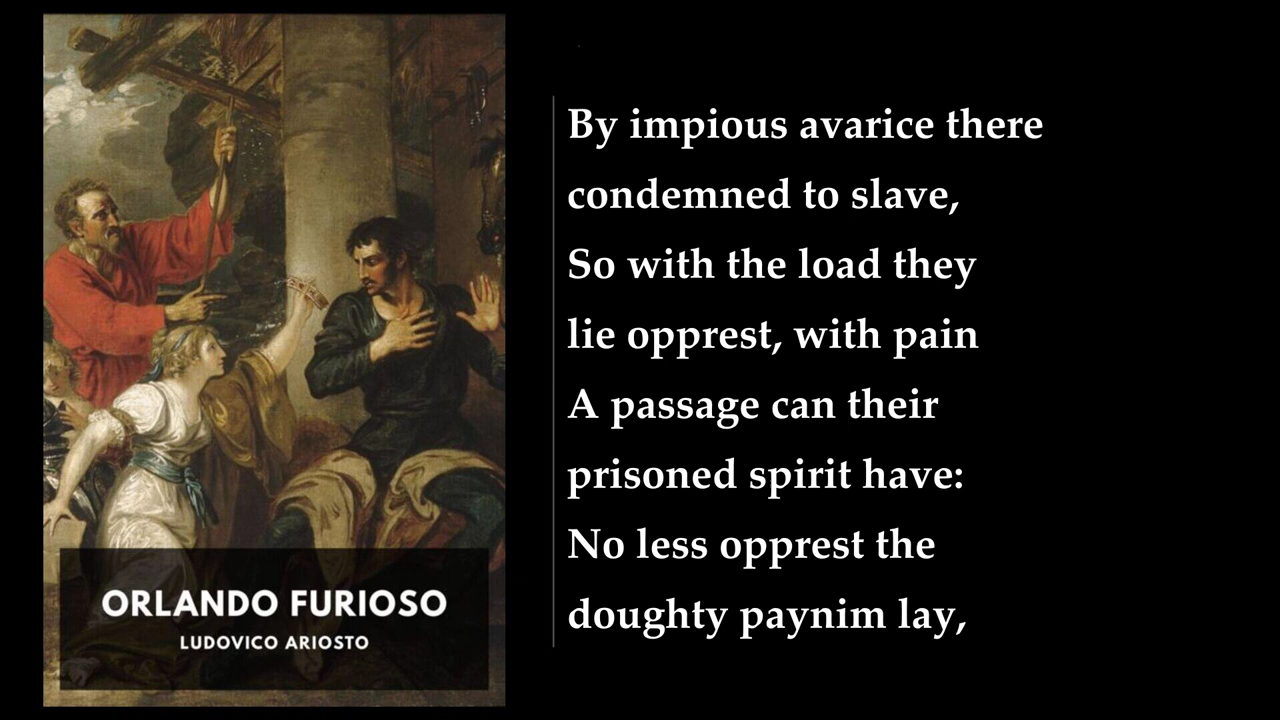 ORLANDO FURIOSO
LUDOVICO ARIOSTO
By impious avarice there
condemned to slave,
So with the load they
lie opprest, with pain
A passage can their
prisoned spirit have:
No less opprest the
doughty paynim lay,